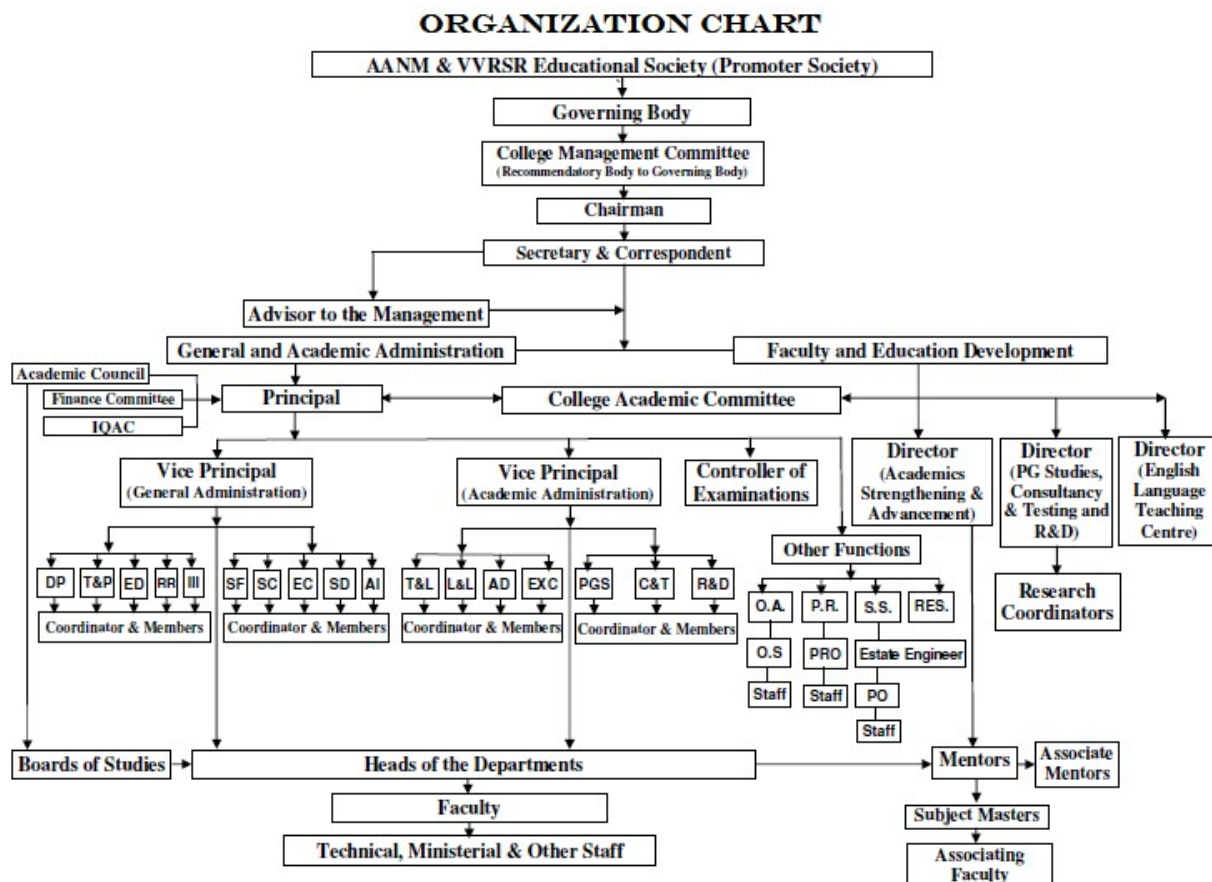 ORGANIZATION CHART
AANM & VVRSR Educational Society (Promoter Society)
Governing Body
College Management Committee
(Recommendatory Body to Governing Body)
Chairman
Secretary & Correspondent
Advisor to the Management
General and Academic Administration
Faculty and Education Development
Academic Council
Finance Committee
IQAC
Principal
College Academic Committee
Vice Principal
(General Administration)
Vice Principal
(Academic Administration)
Controller of
Examinations
Director
(Academics
Strengthening &
Advancement)
Director
(PG Studies,
Consultancy
& Testing and
R&D)
Director
(English
Language
Teaching
Centre)
Other Functions
Research
Coordinators
DP
T&P
ED
RR
III
Coordinator & Members
SF
SC
EC
SD
AI
Coordinator & Members
T&L
L&L
AD
EXC
Coordinator & Members
PGS
C&T
R&D
Coordinator & Members
O.A.
P.R.
S.S.
RES.
O.S
PRO
Estate Engineer
Staff
Staff
PO
Staff
Boards of Studies
Heads of the Departments
Mentors
Associate
Mentors
Faculty
Subject Masters
Technical, Ministerial & Other Staff
Associating
Faculty